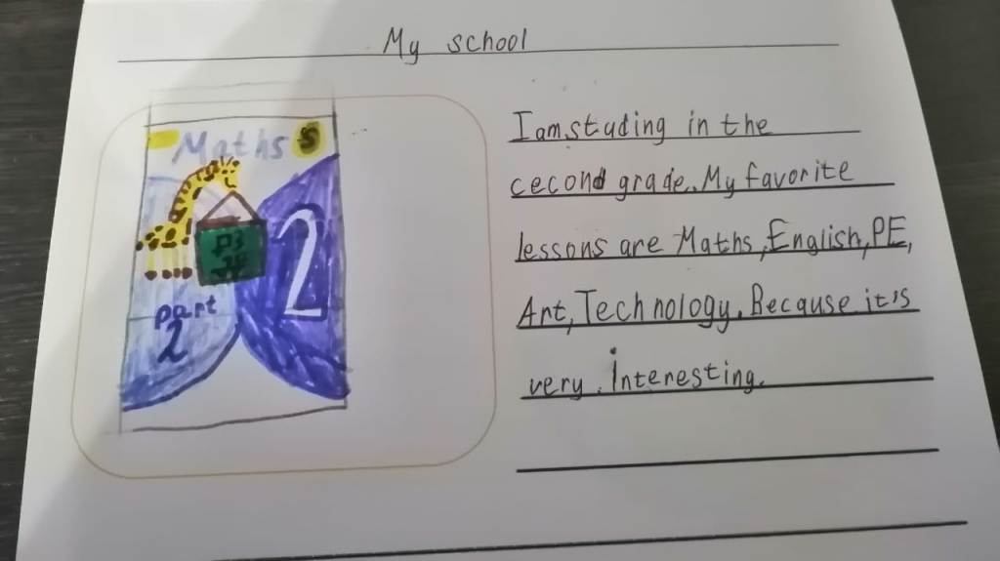 My school
Maths 5
2
part
2
I am studing in the
cecond grade. My favorite
lessons are Maths, English, PE,
Art, Technology. Because it's
very. Interesting.